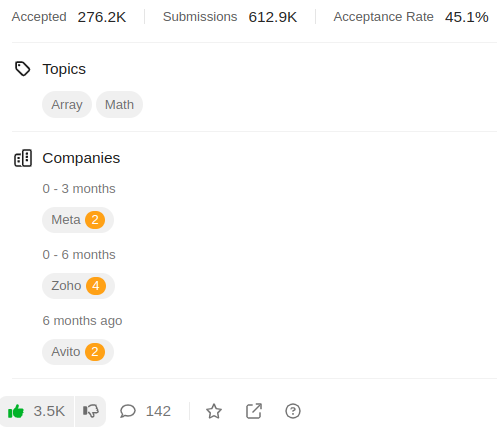 Accepted 276.2K Submissions 612.9K Acceptance Rate 45.1%
Topics
Array Math
Companies
0 - 3 months
Meta 2
0 - 6 months
Zoho 4
6 months ago
Avito 2
3.5K 142